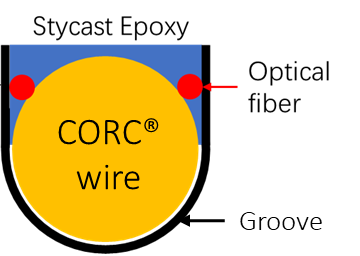 Stycast Epoxy
Optical
fiber
CORC®
wire
Groove